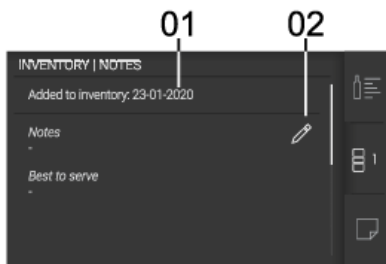 01 02
INVENTORY | NOTES
Added to inventory: 23-01-2020
Notes
-
Best to serve
-
1